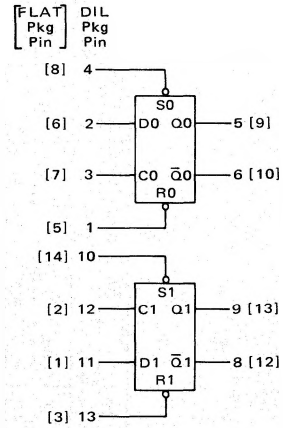 [FLAT DIL
Pkg Pkg
Pin] Pin
[8] 4
S0
[6] 2 D0 Q0 5 [9]
[7] 3 C0 Q̅0 6 [10]
R0
[5] 1
[14] 10
S1
[2] 12 C1 Q1 9 [13]
[1] 11 D1 Q̅1 8 [12]
R1
[3] 13